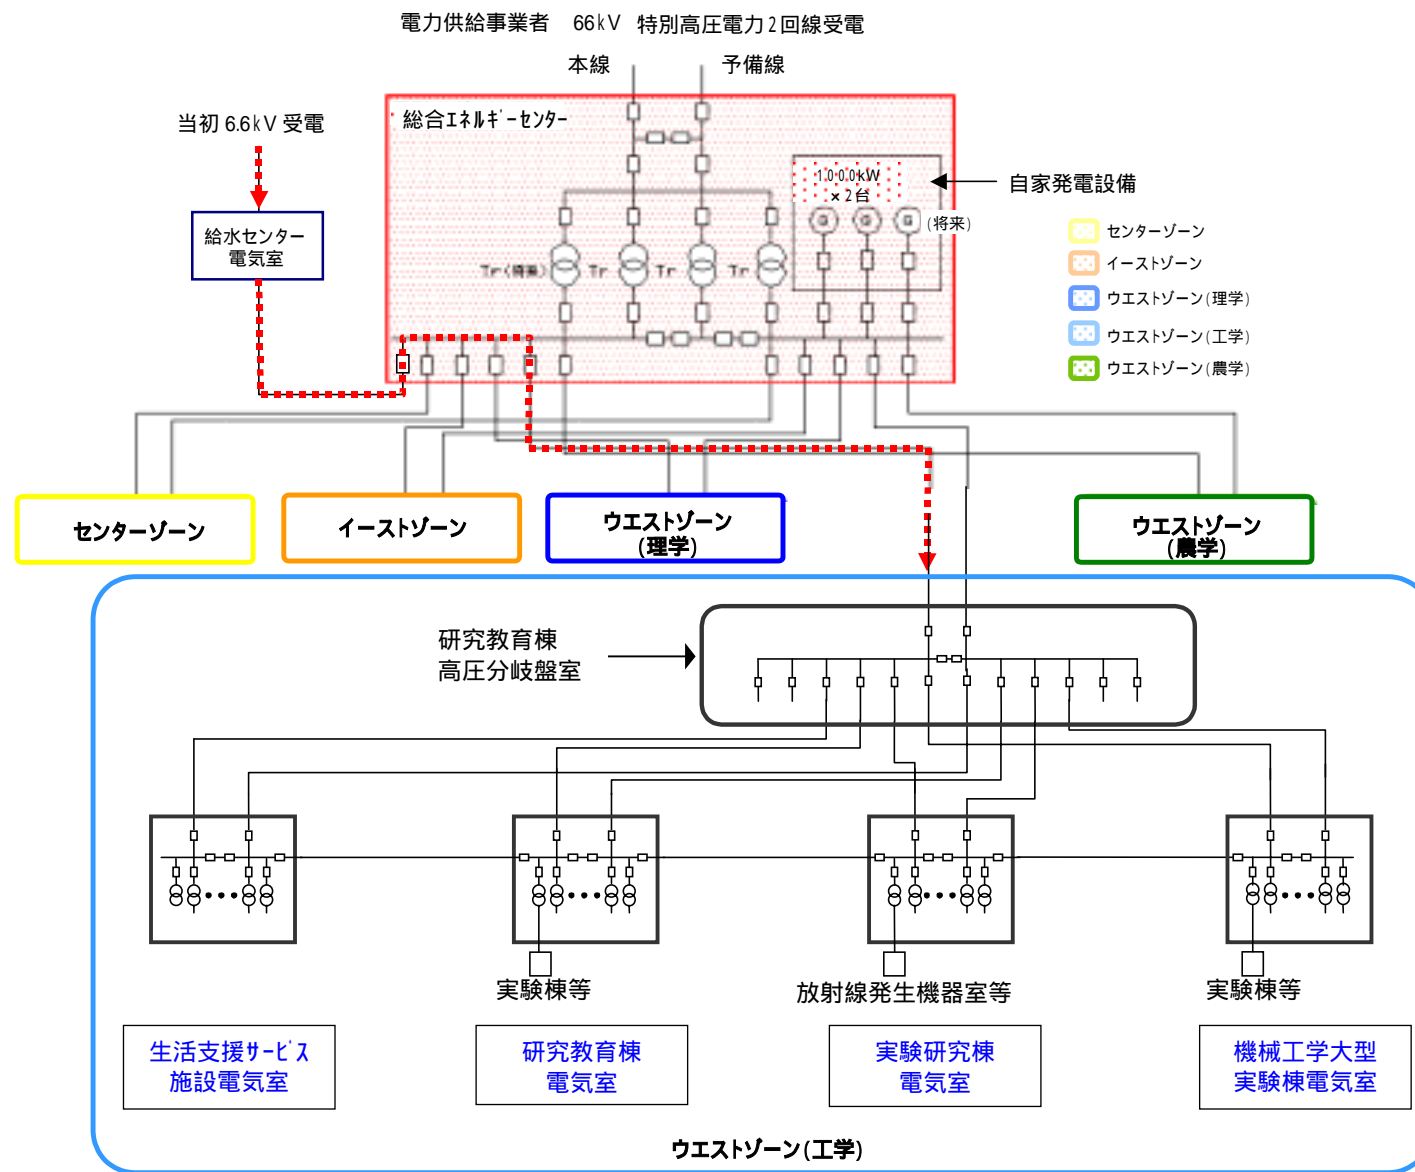 電力供給事業者 66kV 特別高圧電力2回線受電
本線
予備線
当初 6.6kV 受電
総合エネルギーセンター
1000kW
×2台
自家発電設備
G
G
G
(将来)
給水センター
電気室
Tr(将来)
Tr
Tr
Tr
センターゾーン
イーストゾーン
ウエストゾーン(理学)
ウエストゾーン(工学)
ウエストゾーン(農学)
センターゾーン
イーストゾーン
ウエストゾーン
(理学)
ウエストゾーン
(農学)
研究教育棟
高圧分岐盤室
実験棟等
放射線発生機器室等
実験棟等
生活支援サービス
施設電気室
研究教育棟
電気室
実験研究棟
電気室
機械工学大型
実験棟電気室
ウエストゾーン(工学)